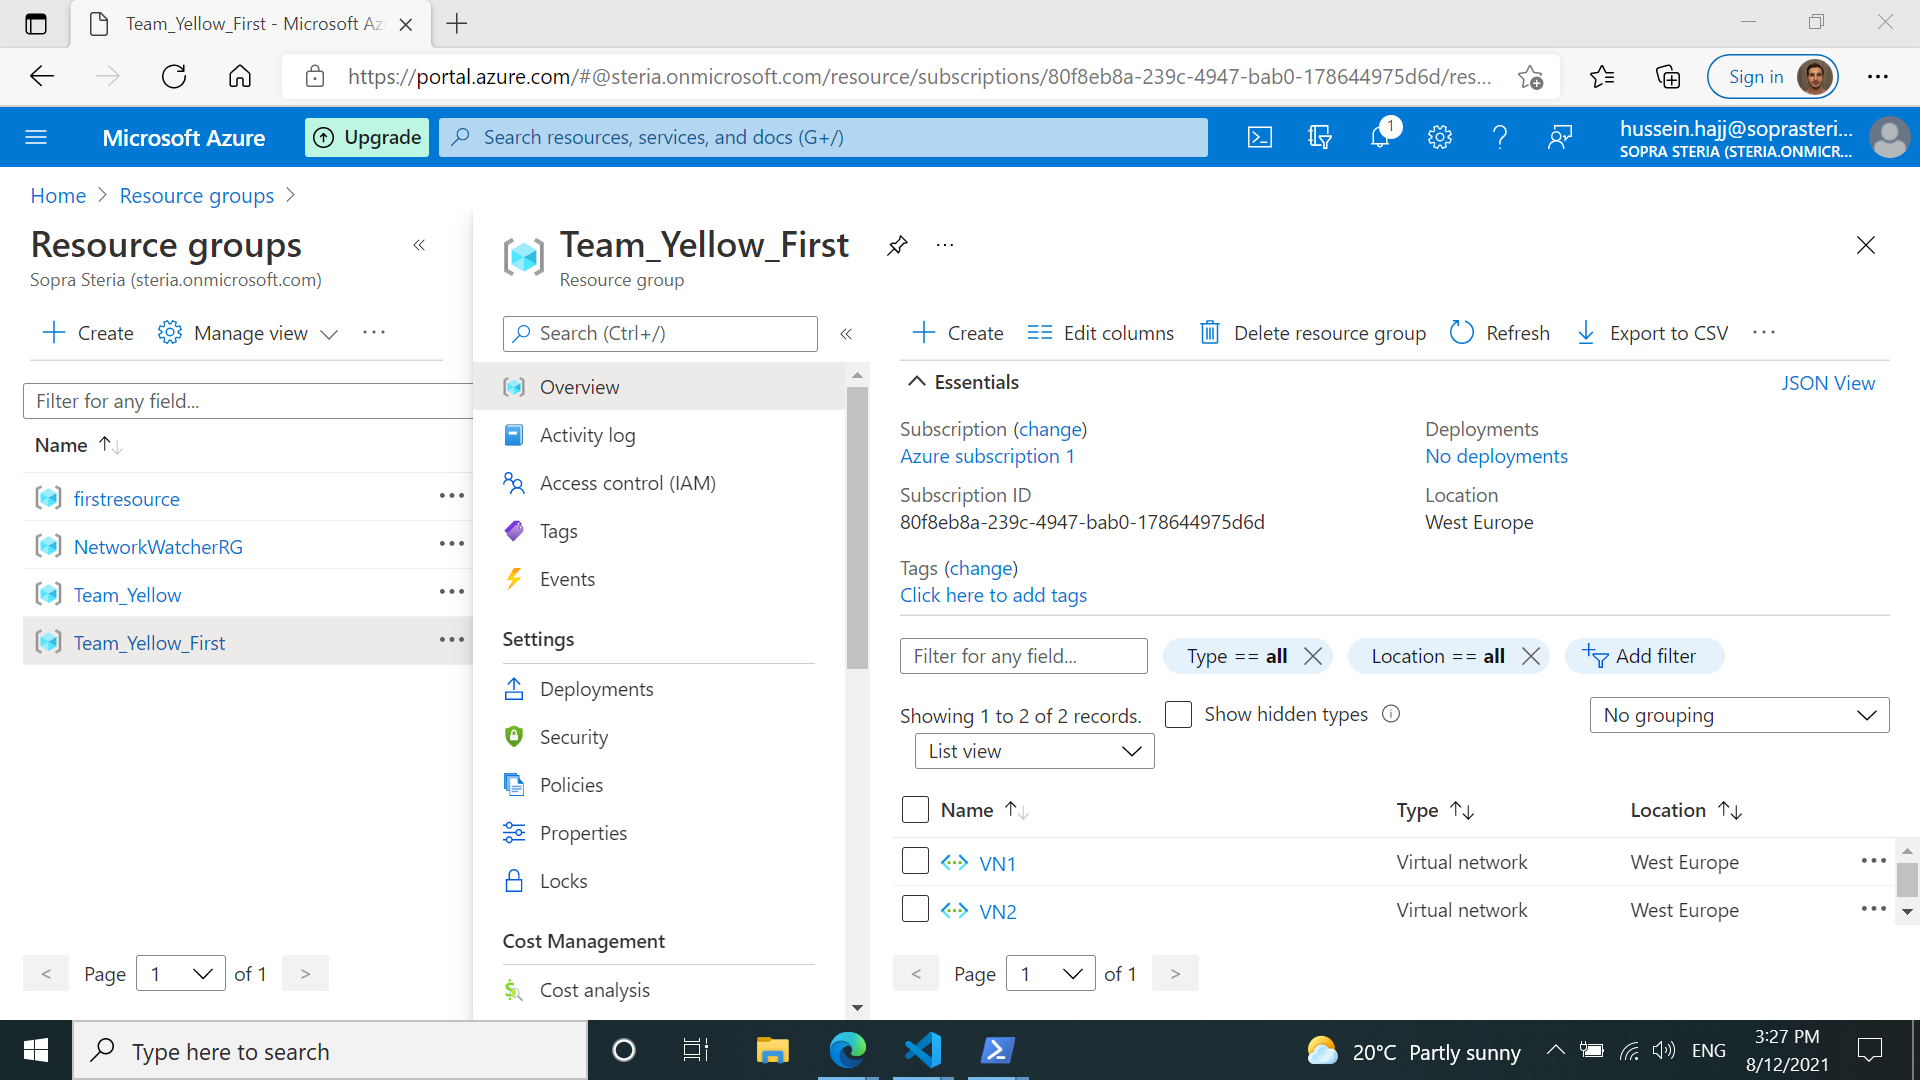 Team_Yellow_First - Microsoft Az
https://portal.azure.com/#@steria.onmicrosoft.com/resource/subscriptions/80f8eb8a-239c-4947-bab0-178644975d6d/res...
Sign in
Microsoft Azure
Upgrade
Search resources, services, and docs (G+/)
1
hussein.hajj@soprasteri...
SOPRA STERIA (STERIA.ONMICR...
Home > Resource groups >
Resource groups
Sopra Steria (steria.onmicrosoft.com)
Create
Manage view
Filter for any field...
Name
firstresource
NetworkWatcherRG
Team_Yellow
Team_Yellow_First
< Page 1 of 1 >
Team_Yellow_First
Resource group
Search (Ctrl+/)
Overview
Activity log
Access control (IAM)
Tags
Events
Settings
Deployments
Security
Policies
Properties
Locks
Cost Management
Cost analysis
Create
Edit columns
Delete resource group
Refresh
Export to CSV
Essentials
JSON View
Subscription (change)
Azure subscription 1
Subscription ID
80f8eb8a-239c-4947-bab0-178644975d6d
Tags (change)
Click here to add tags
Deployments
No deployments
Location
West Europe
Filter for any field...
Type == all
Location == all
Add filter
Showing 1 to 2 of 2 records.
Show hidden types
No grouping
List view
Name Type Location
VN1 Virtual network West Europe
VN2 Virtual network West Europe
< Page 1 of 1 >
Type here to search
20°C Partly sunny
ENG
3:27 PM
8/12/2021